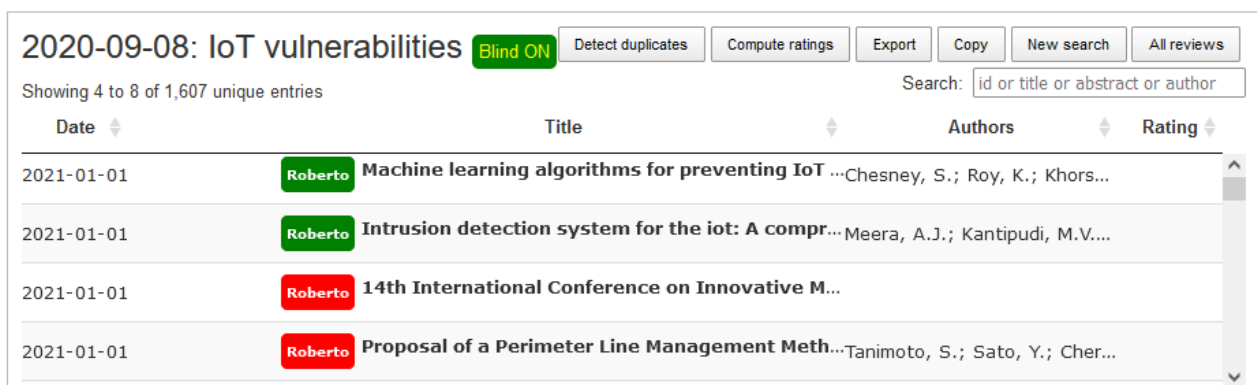 2020-09-08: IoT vulnerabilities Blind ON Detect duplicates Compute ratings Export Copy New search All reviews
Showing 4 to 8 of 1,607 unique entries Search: id or title or abstract or author
Date Title Authors Rating
2021-01-01 Roberto Machine learning algorithms for preventing IoT ... Chesney, S.; Roy, K.; Khors...
2021-01-01 Roberto Intrusion detection system for the iot: A compr... Meera, A.J.; Kantipudi, M.V....
2021-01-01 Roberto 14th International Conference on Innovative M...
2021-01-01 Roberto Proposal of a Perimeter Line Management Meth... Tanimoto, S.; Sato, Y.; Cher...